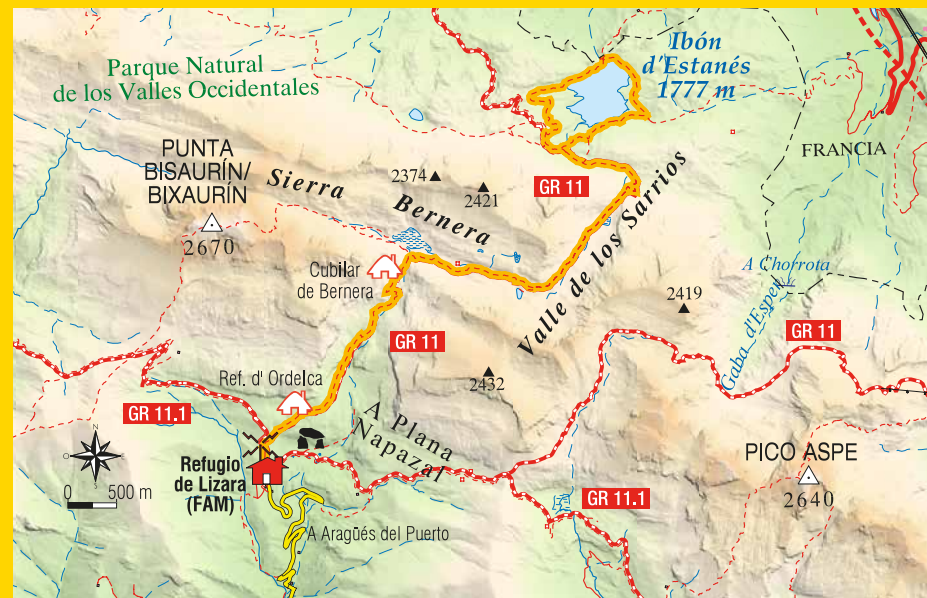 Parque Natural
de los Valles Occidentales
Ibón
d'Estanés
1777 m
FRANCIA
PUNTA
BISAURÍN/
BIXAURÍN
2670
Sierra
Bernera
2374
2421
GR 11
Valle de los Sarrios
Cubilar
de Bernera
A Chorrota
Gaba d'Espelu
2419
GR 11
GR 11
2432
Ref. d' Ordelca
GR 11.1
A Plana
Napazal
PICO ASPE
2640
0 500 m
Refugio
de Lizara
(FAM)
GR 11.1
A Aragüés del Puerto